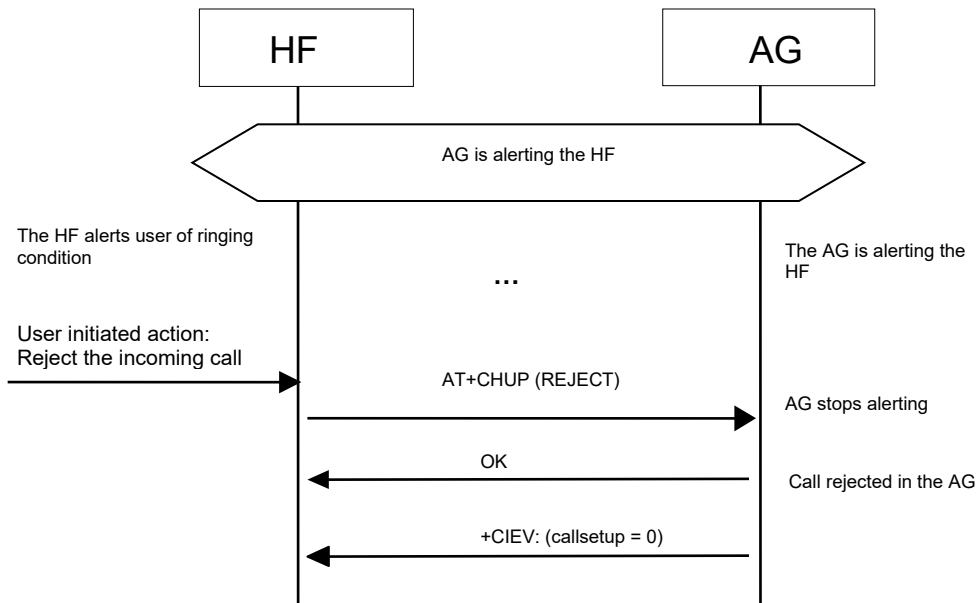 HF
AG
AG is alerting the HF
The HF alerts user of ringing
condition
The AG is alerting the
HF
...
User initiated action:
Reject the incoming call
AT+CHUP (REJECT)
AG stops alerting
OK
Call rejected in the AG
+CIEV: (callsetup = 0)